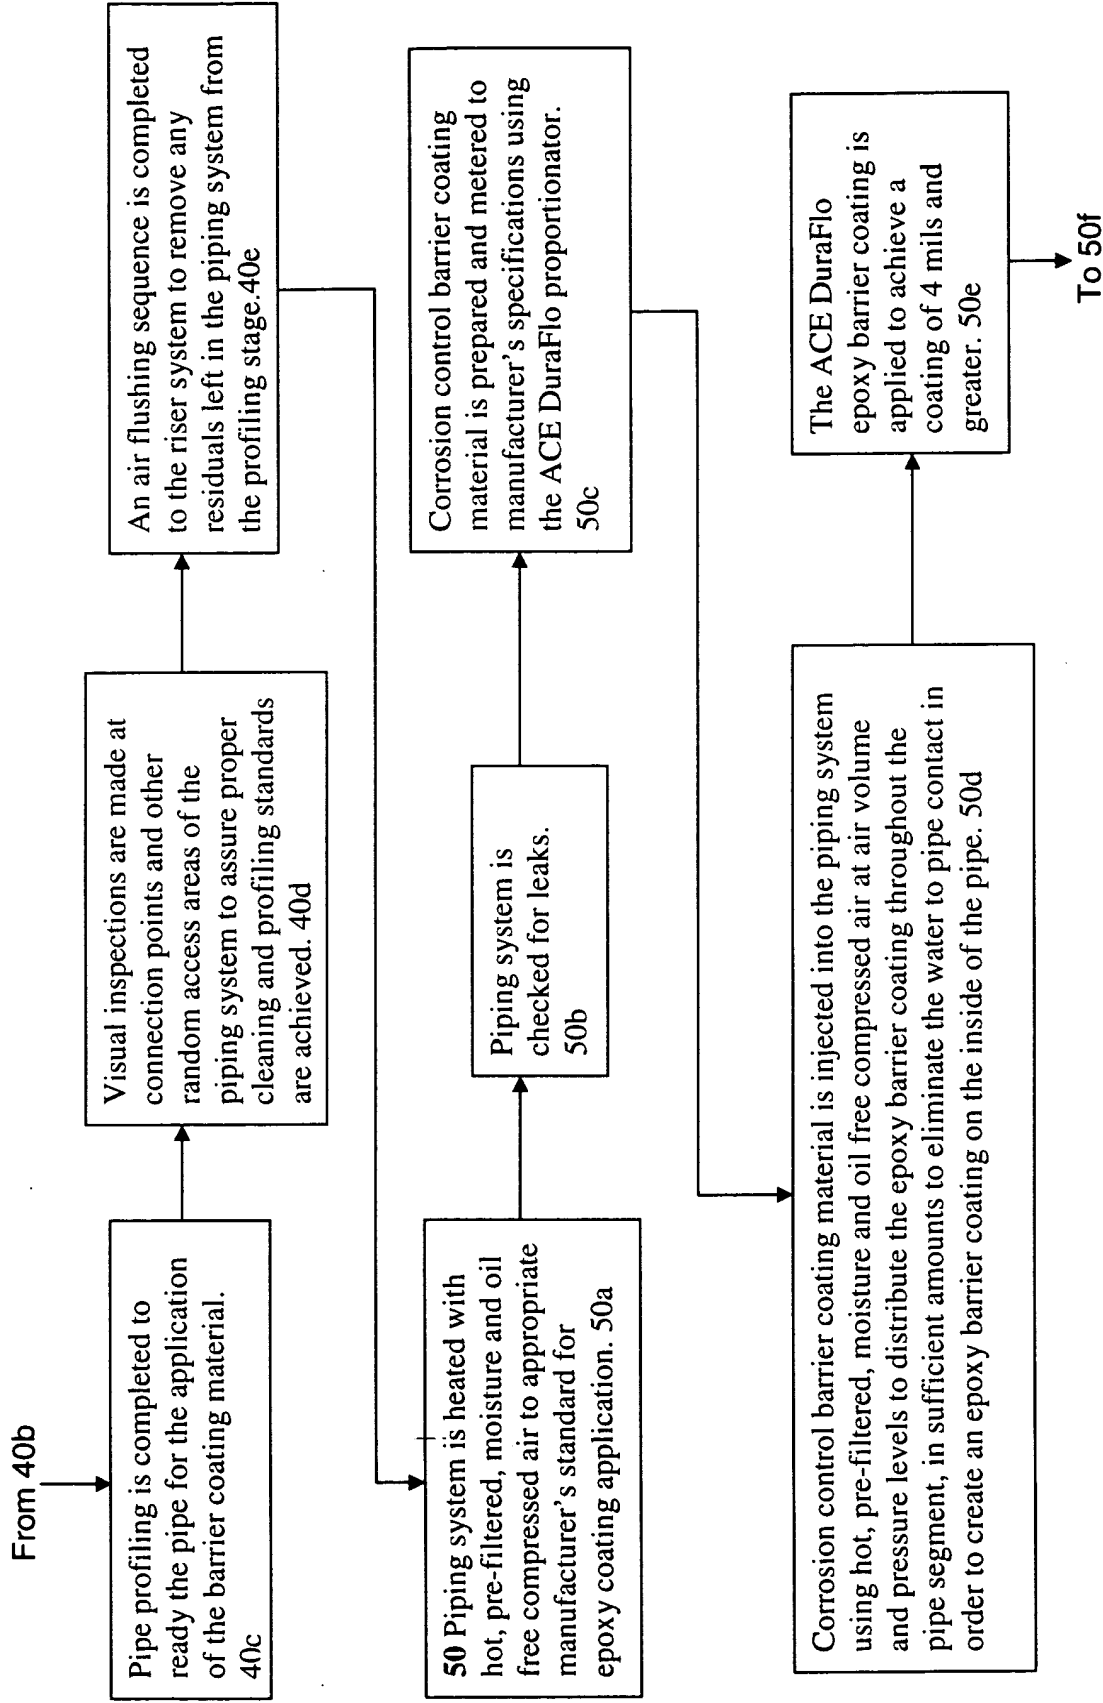 From 40b
Pipe profiling is completed to
ready the pipe for the application
of the barrier coating material.
40c
Visual inspections are made at
connection points and other
random access areas of the
piping system to assure proper
cleaning and profiling standards
are achieved. 40d
An air flushing sequence is completed
to the riser system to remove any
residuals left in the piping system from
the profiling stage.40e
50 Piping system is heated with
hot, pre-filtered, moisture and oil
free compressed air to appropriate
manufacturer's standard for
epoxy coating application. 50a
Piping system is
checked for leaks.
50b
Corrosion control barrier coating
material is prepared and metered to
manufacturer's specifications using
the ACE DuraFlo proportionator.
50c
Corrosion control barrier coating material is injected into the piping system
using hot, pre-filtered, moisture and oil free compressed air at air volume
and pressure levels to distribute the epoxy barrier coating throughout the
pipe segment, in sufficient amounts to eliminate the water to pipe contact in
order to create an epoxy barrier coating on the inside of the pipe. 50d
The ACE DuraFlo
epoxy barrier coating is
applied to achieve a
coating of 4 mils and
greater. 50e
To 50f